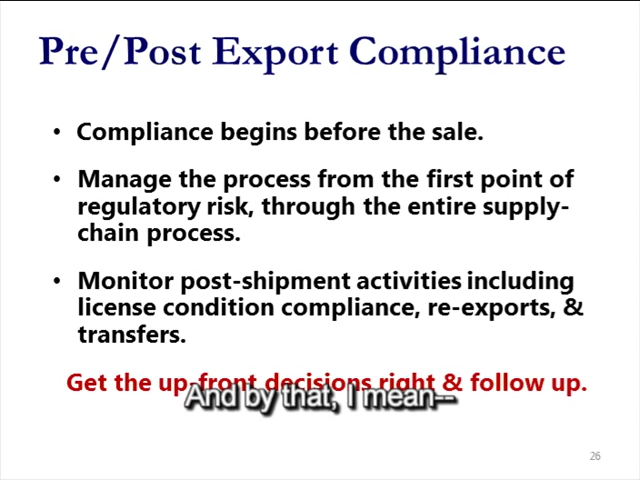 Pre/Post Export Compliance
• Compliance begins before the sale.
• Manage the process from the first point of
regulatory risk, through the entire supply-
chain process.
• Monitor post-shipment activities including
license condition compliance, re-exports, &
transfers.
Get the up-front decisions right & follow up.
And by that, I mean--
26